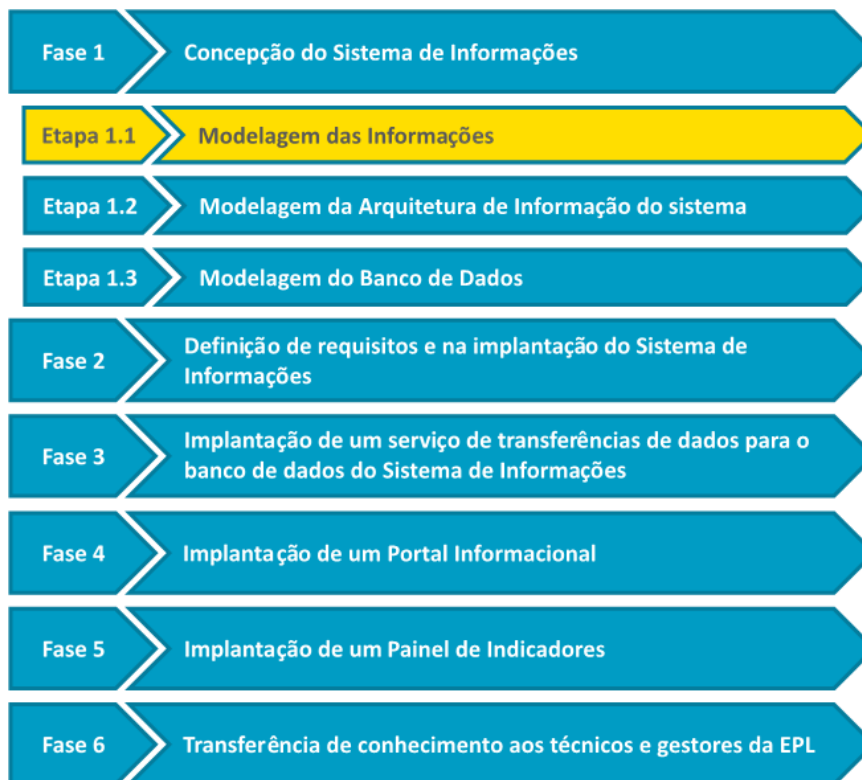 Fase 1
Concepção do Sistema de Informações
Etapa 1.1
Modelagem das Informações
Etapa 1.2
Modelagem da Arquitetura de Informação do sistema
Etapa 1.3
Modelagem do Banco de Dados
Fase 2
Definição de requisitos e na implantação do Sistema de
Informações
Fase 3
Implantação de um serviço de transferências de dados para o
banco de dados do Sistema de Informações
Fase 4
Implantação de um Portal Informacional
Fase 5
Implantação de um Painel de Indicadores
Fase 6
Transferência de conhecimento aos técnicos e gestores da EPL